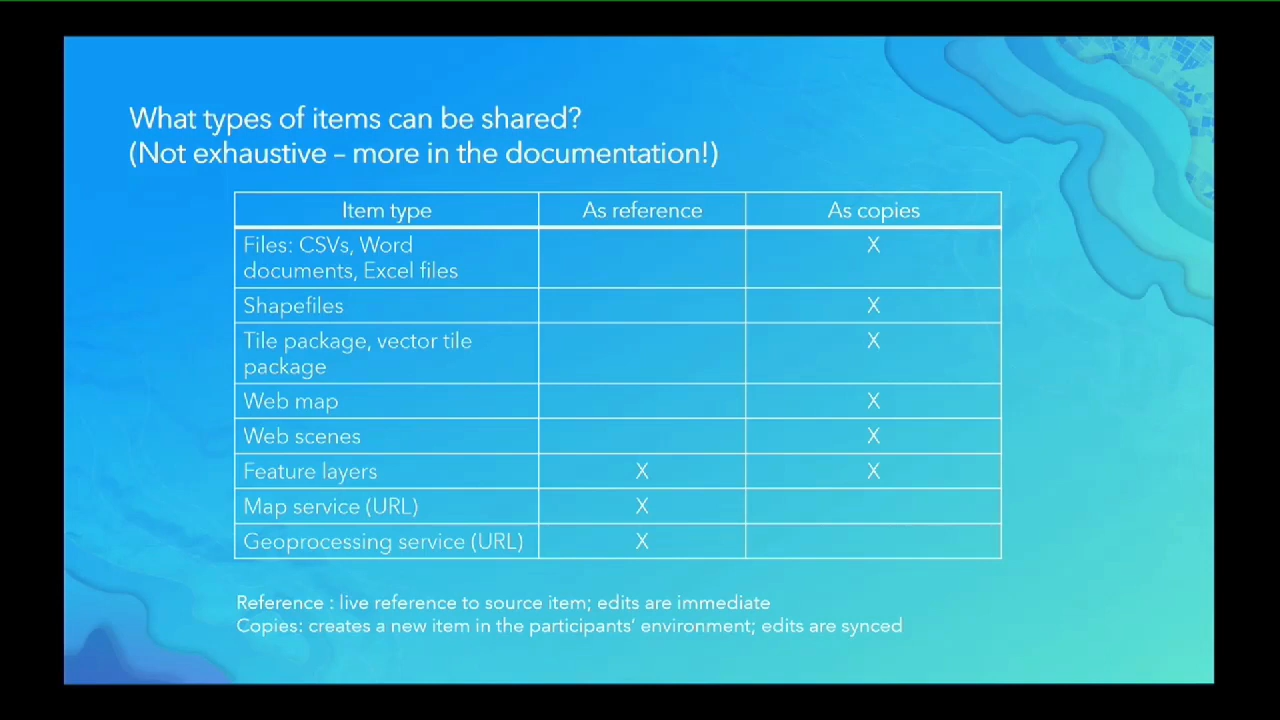 What types of items can be shared?
(Not exhaustive – more in the documentation!)
Item type As reference As copies
Files: CSVs, Word X
documents, Excel files
Shapefiles X
Tile package, vector tile X
package
Web map X
Web scenes X
Feature layers X X
Map service (URL) X
Geoprocessing service (URL) X
Reference : live reference to source item; edits are immediate
Copies: creates a new item in the participants’ environment; edits are synced